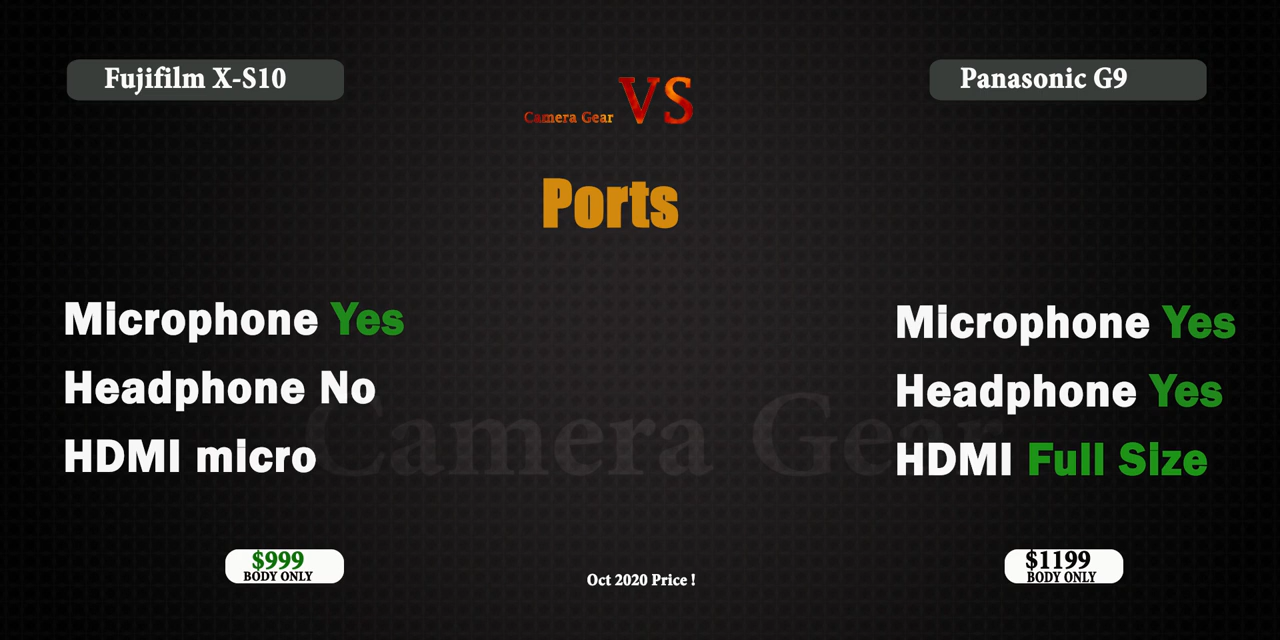 Fujifilm X-S10
Camera Gear VS
Panasonic G9
Ports
Microphone Yes
Headphone No
HDMI micro
Microphone Yes
Headphone Yes
HDMI Full Size
Camera Gear
$999
BODY ONLY
Oct 2020 Price !
$1199
BODY ONLY